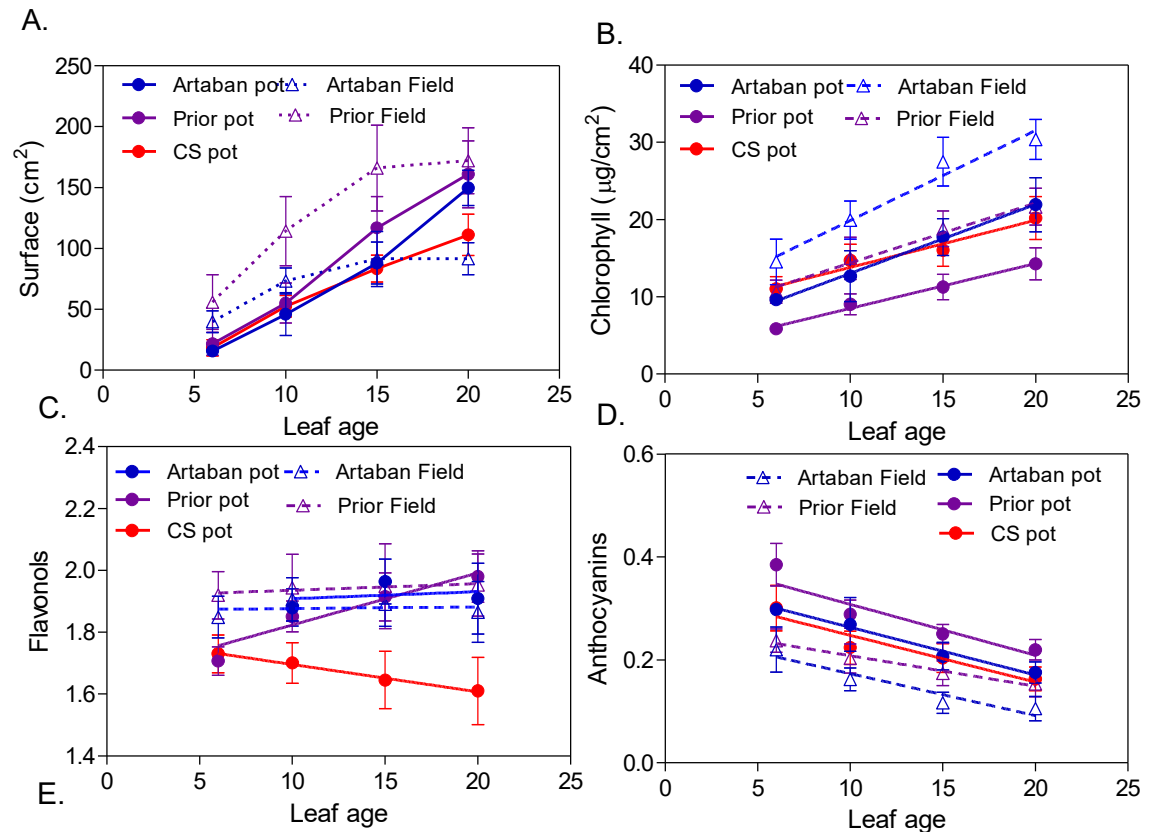 A.
250
200
150
100
50
0
Surface (cm2)
Artaban pot
Artaban Field
Prior pot
Prior Field
CS pot
0 5 10 15 20 25
Leaf age
B.
40
30
20
10
0
Chlorophyll (µg/cm2)
Artaban pot
Artaban Field
Prior pot
Prior Field
CS pot
0 5 10 15 20 25
Leaf age
C.
2.4
2.2
2.0
1.8
1.6
1.4
Flavonols
Artaban pot
Artaban Field
Prior pot
Prior Field
CS pot
0 5 10 15 20 25
Leaf age
D.
0.6
0.4
0.2
0.0
Anthocyanins
Artaban Field
Artaban pot
Prior Field
Prior pot
CS pot
0 5 10 15 20 25
Leaf age
E.